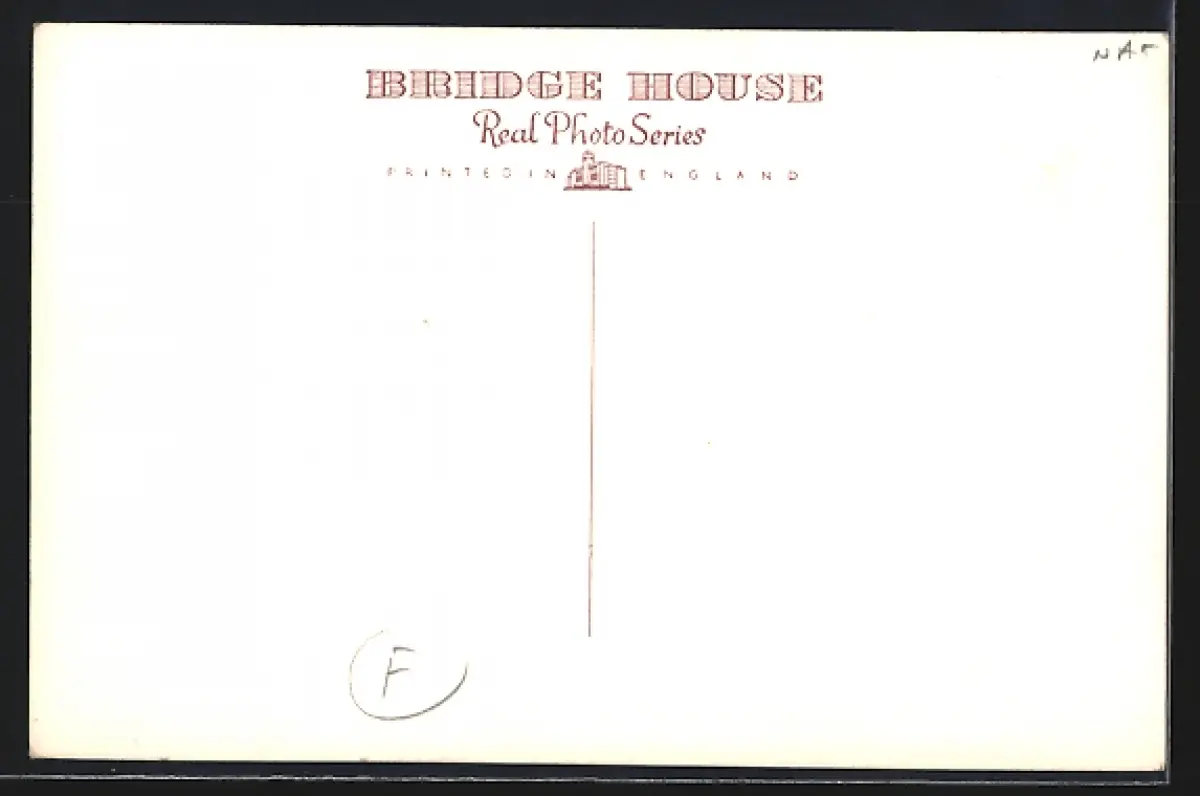 NAF
BRIDGE HOUSE
Real Photo Series
PRINTED IN ENGLAND
F